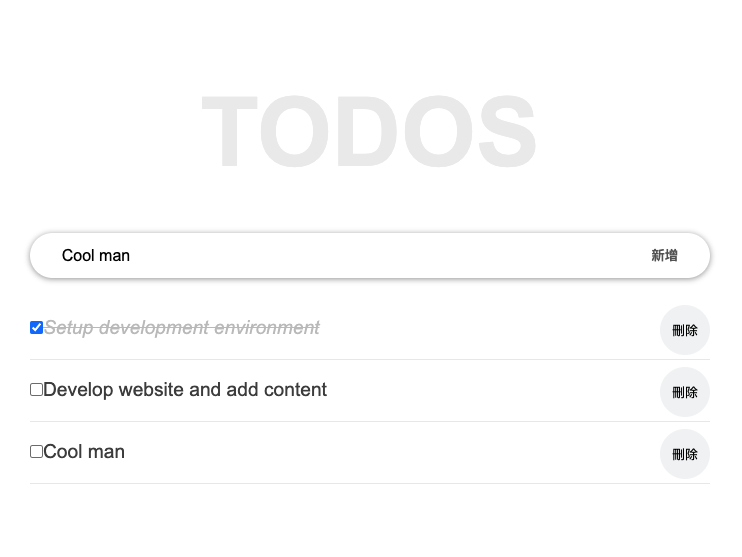 TODOS
Cool man 新增
Setup development environment 刪除
Develop website and add content 刪除
Cool man 刪除